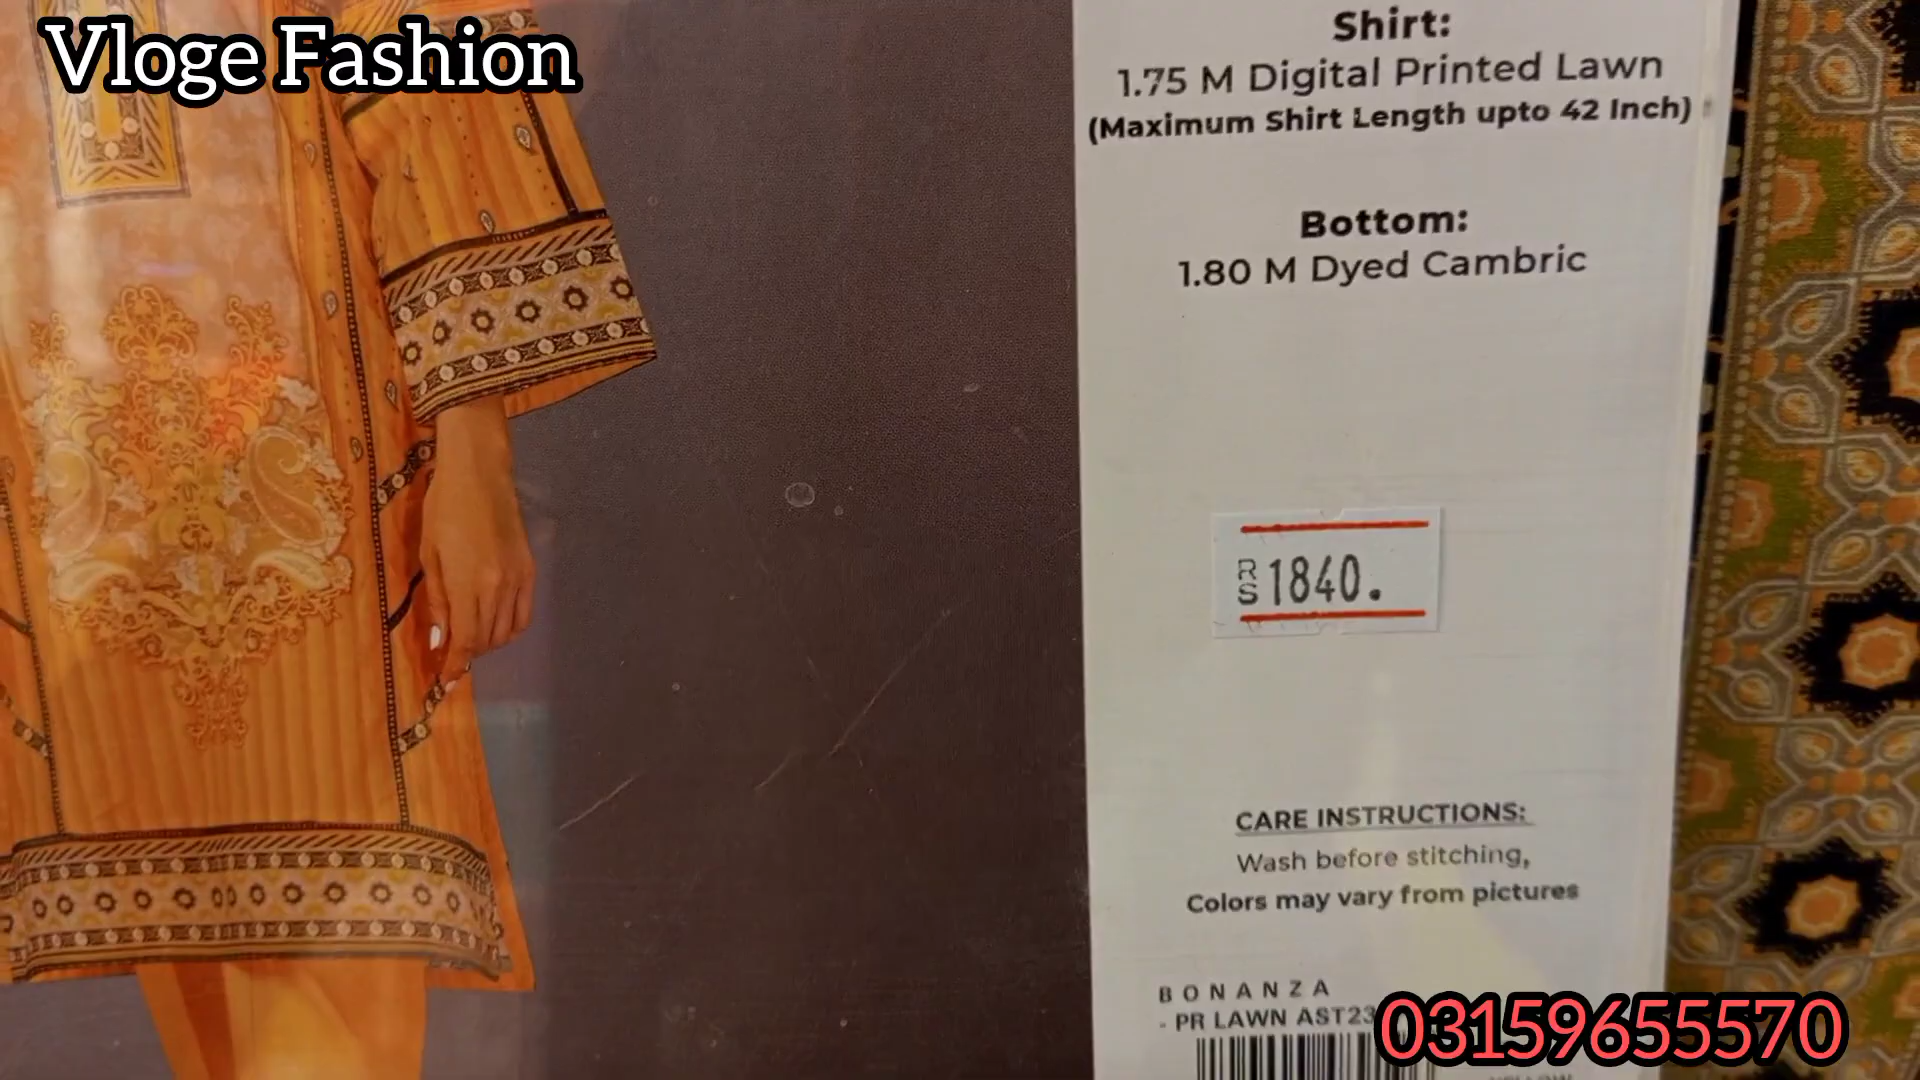 Vloge Fashion
Shirt:
1.75 M Digital Printed Lawn
(Maximum Shirt Length upto 42 Inch)
Bottom:
1.80 M Dyed Cambric
RS 1840.
CARE INSTRUCTIONS:
Wash before stitching,
Colors may vary from pictures
BONANZA
- PR LAWN AST23
03159655570